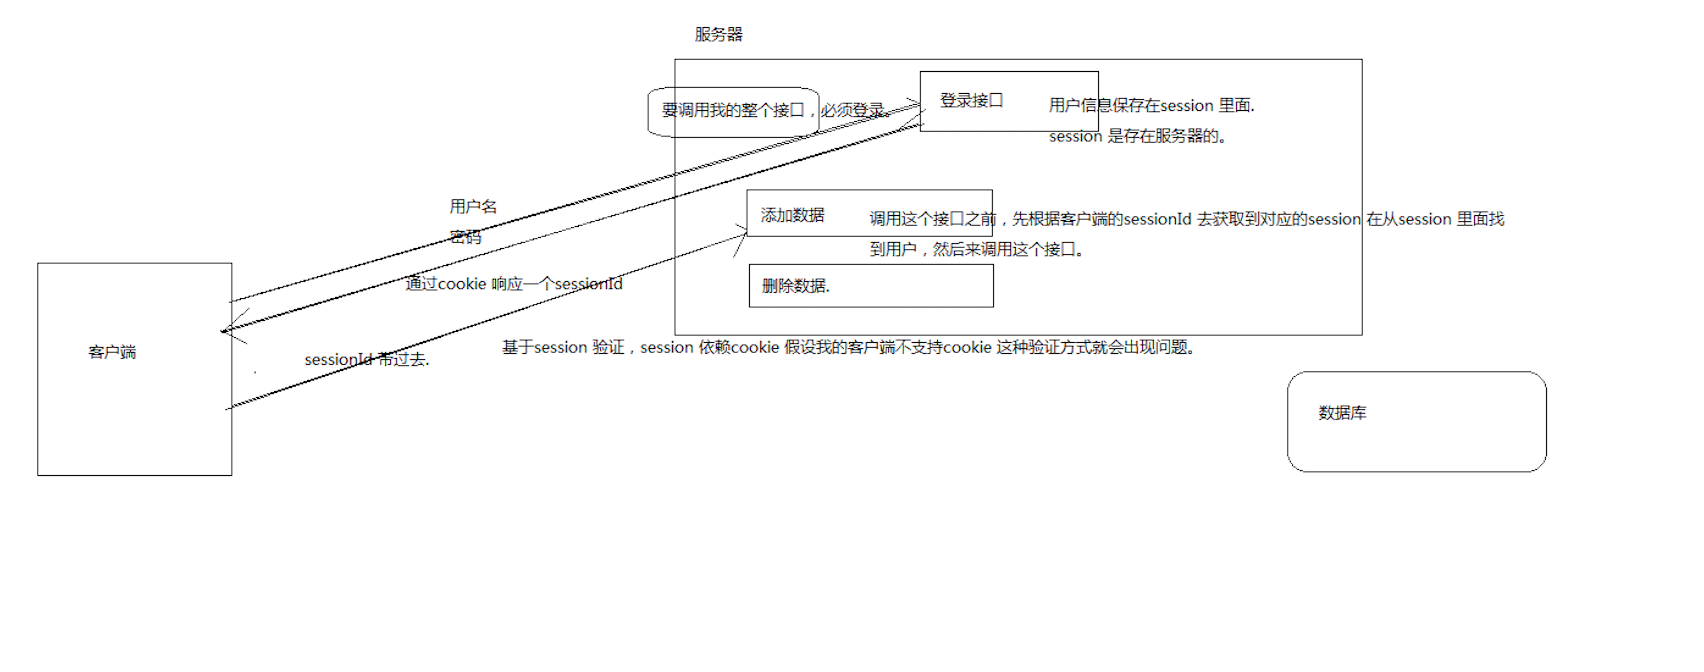 服务器
要调用我的整个接口，必须登录。
登录接口
用户信息保存在session 里面.
session 是存在服务器的。
用户名
密码
添加数据
调用这个接口之前，先根据客户端的sessionId 去获取到对应的session 在从session 里面找
到用户，然后来调用这个接口。
通过cookie 响应一个sessionId
删除数据.
客户端
sessionId 带过去.
基于session 验证，session 依赖cookie 假设我的客户端不支持cookie 这种验证方式就会出现问题。
数据库